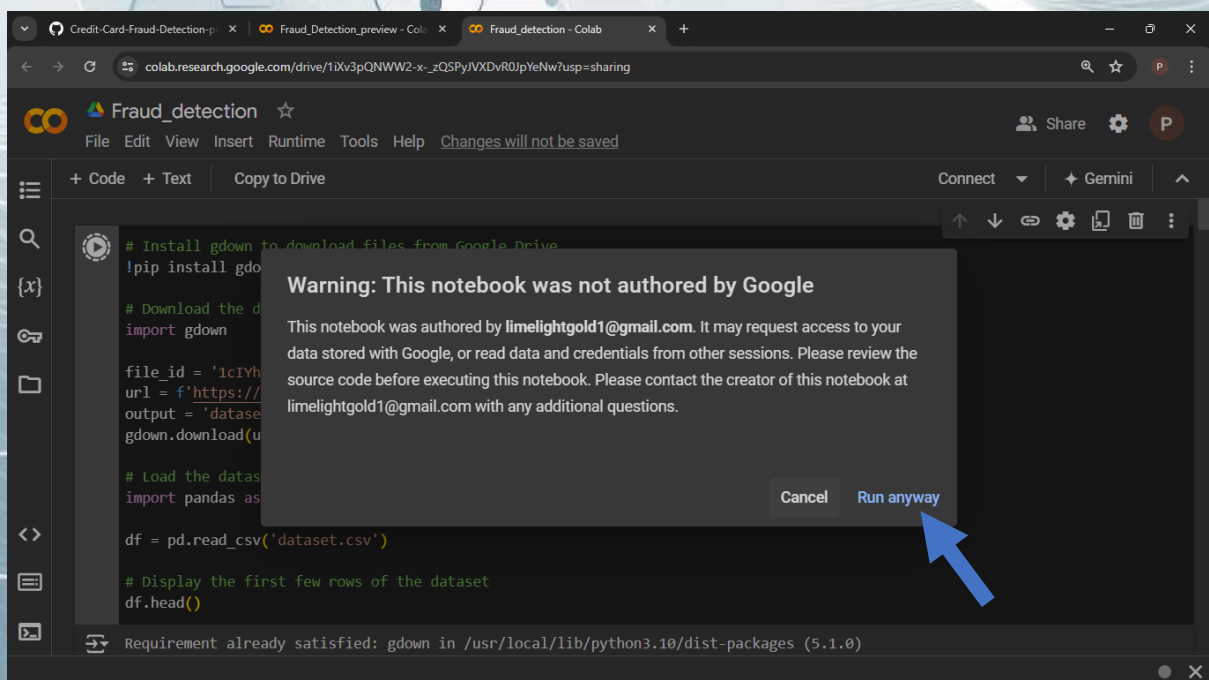 Credit-Card-Fraud-Detection-p
Fraud_Detection_preview - Cola
Fraud_detection - Colab
colab.research.google.com/drive/1iXv3pQNWW2-x-_zQSPyJVXDvR0JpYeNw?usp=sharing
P
Fraud_detection
File Edit View Insert Runtime Tools Help Changes will not be saved
Share
P
+ Code + Text Copy to Drive
Connect
Gemini
# Install gdown to download files from Google Drive
!pip install gdo
# Download the d
import gdown
file_id = '1cIYh
url = f'https://
output = 'datase
gdown.download(u
# Load the datas
import pandas as
df = pd.read_csv('dataset.csv')
# Display the first few rows of the dataset
df.head()
Warning: This notebook was not authored by Google
This notebook was authored by limelightgold1@gmail.com. It may request access to your
data stored with Google, or read data and credentials from other sessions. Please review the
source code before executing this notebook. Please contact the creator of this notebook at
limelightgold1@gmail.com with any additional questions.
Cancel
Run anyway
{x}
Requirement already satisfied: gdown in /usr/local/lib/python3.10/dist-packages (5.1.0)